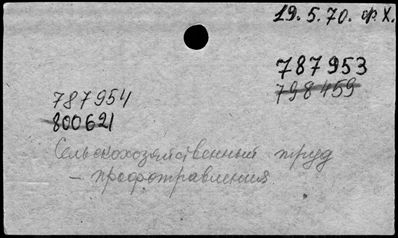 19.5.70. ф X.
787953
798459
787954
800621
Сельскохозяйственный труд
– профотравления